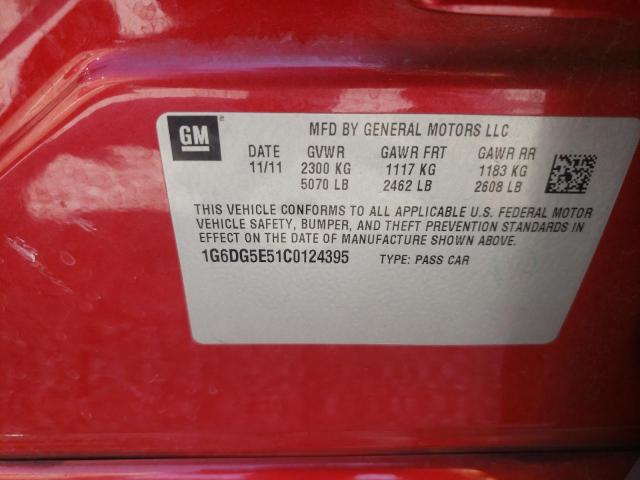 GM
MFD BY GENERAL MOTORS LLC
DATE GVWR GAWR FRT GAWR RR
11/11 2300 KG 1117 KG 1183 KG
5070 LB 2462 LB 2608 LB
THIS VEHICLE CONFORMS TO ALL APPLICABLE U.S. FEDERAL MOTOR
VEHICLE SAFETY, BUMPER, AND THEFT PREVENTION STANDARDS IN
EFFECT ON THE DATE OF MANUFACTURE SHOWN ABOVE.
1G6DG5E51C0124395 TYPE: PASS CAR